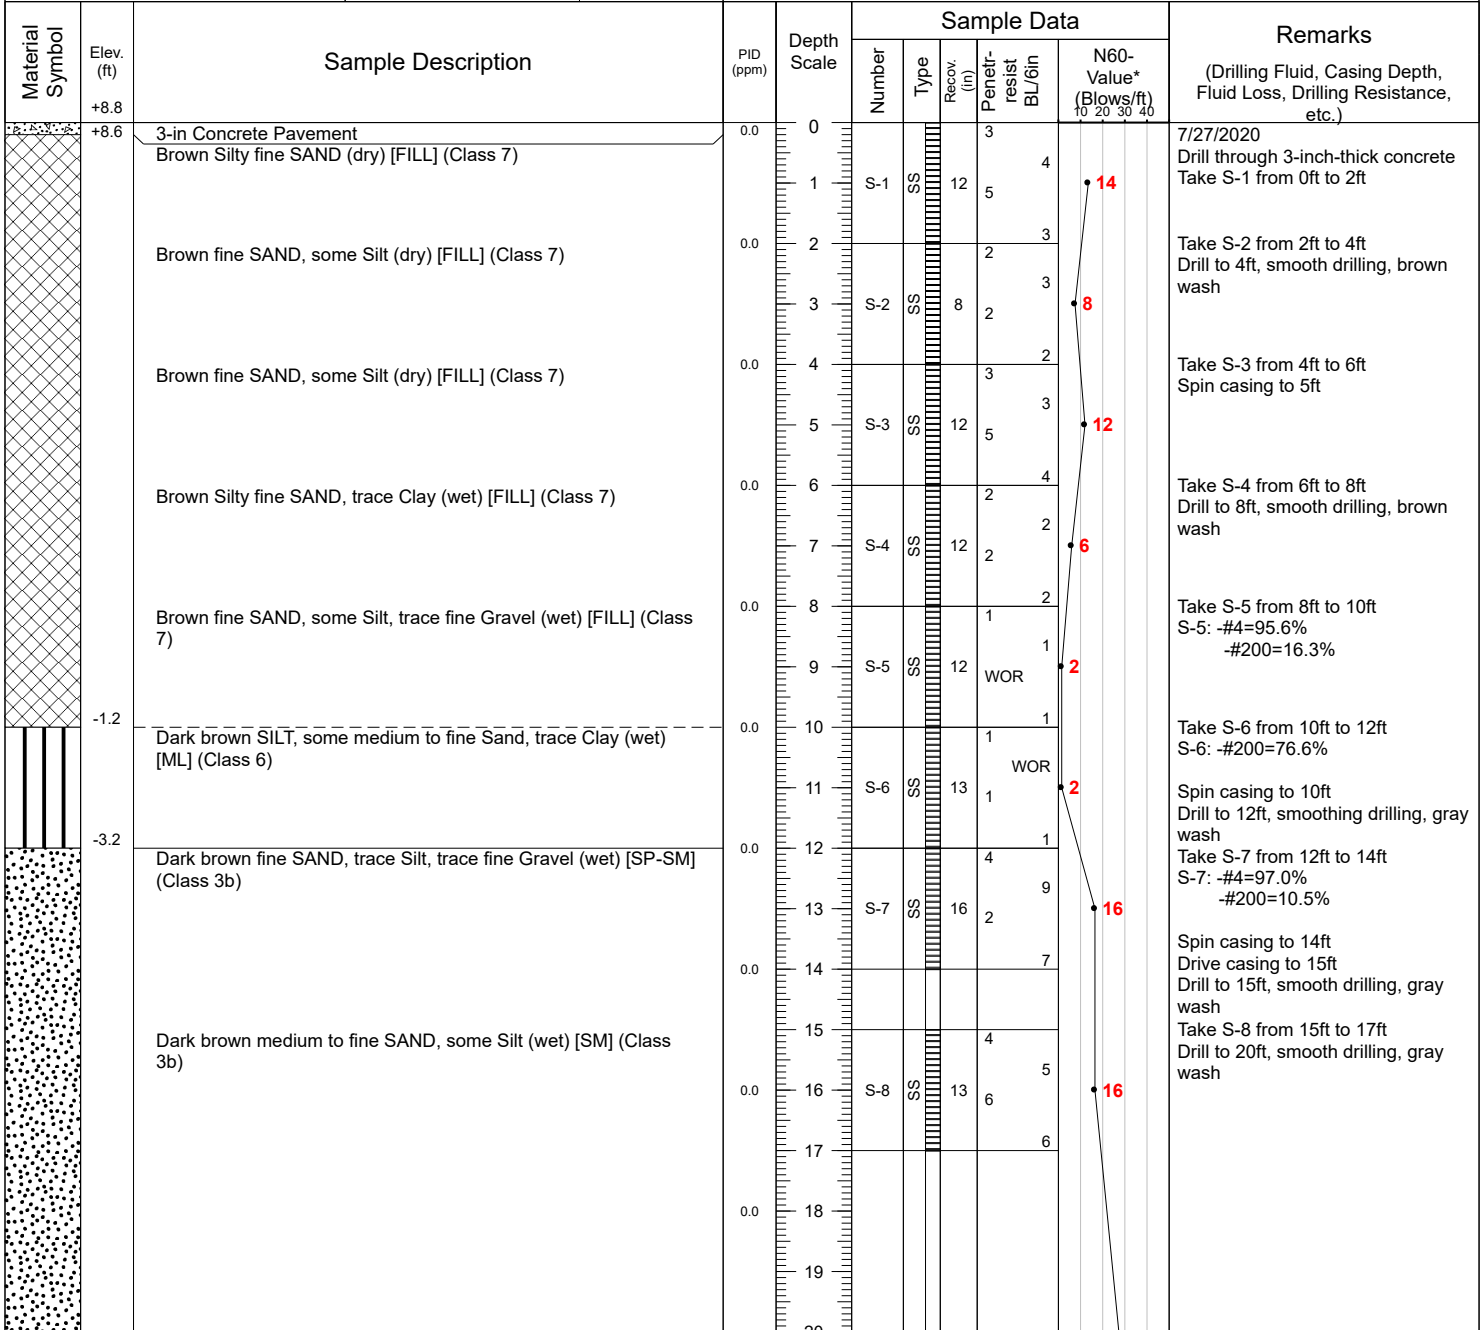 Material Symbol
Elev. (ft)
+8.8
Sample Description
PID (ppm)
Depth Scale
Sample Data
Number
Type
Recov. (in)
Penetr- resist BL/6in
N60- Value* (Blows/ft)
10 20 30 40
Remarks
(Drilling Fluid, Casing Depth,
Fluid Loss, Drilling Resistance,
etc.)
+8.6 3-in Concrete Pavement 0.0 0 3 7/27/2020
Brown Silty fine SAND (dry) [FILL] (Class 7) 4 Drill through 3-inch-thick concrete
1 S-1 SS 12 5 14 Take S-1 from 0ft to 2ft
3
0.0 2 2 Take S-2 from 2ft to 4ft
Brown fine SAND, some Silt (dry) [FILL] (Class 7) 3 Drill to 4ft, smooth drilling, brown
wash
3 S-2 SS 8 2 8
2
0.0 4 3 Take S-3 from 4ft to 6ft
Brown fine SAND, some Silt (dry) [FILL] (Class 7) 3 Spin casing to 5ft
5 S-3 SS 12 5 12
4
0.0 6 2 Take S-4 from 6ft to 8ft
Brown Silty fine SAND, trace Clay (wet) [FILL] (Class 7) 2 Drill to 8ft, smooth drilling, brown
wash
7 S-4 SS 12 2 6
2
0.0 8 1 Take S-5 from 8ft to 10ft
Brown fine SAND, some Silt, trace fine Gravel (wet) [FILL] (Class 1 S-5: -#4=95.6%
7) -#200=16.3%
9 S-5 SS 12 WOR 2
-1.2 1
0.0 10 1 Take S-6 from 10ft to 12ft
Dark brown SILT, some medium to fine Sand, trace Clay (wet) S-6: -#200=76.6%
[ML] (Class 6) WOR
11 S-6 SS 13 1 2 Spin casing to 10ft
Drill to 12ft, smoothing drilling, gray
-3.2 1 wash
0.0 12 4 Take S-7 from 12ft to 14ft
Dark brown fine SAND, trace Silt, trace fine Gravel (wet) [SP-SM] 9 S-7: -#4=97.0%
(Class 3b) -#200=10.5%
13 S-7 SS 16 2 16
Spin casing to 14ft
7 Drive casing to 15ft
0.0 14 Drill to 15ft, smooth drilling, gray
wash
15 4 Take S-8 from 15ft to 17ft
Dark brown medium to fine SAND, some Silt (wet) [SM] (Class 5 Drill to 20ft, smooth drilling, gray
3b) wash
0.0 16 S-8 SS 13 6 16
6
17
0.0 18
19
20